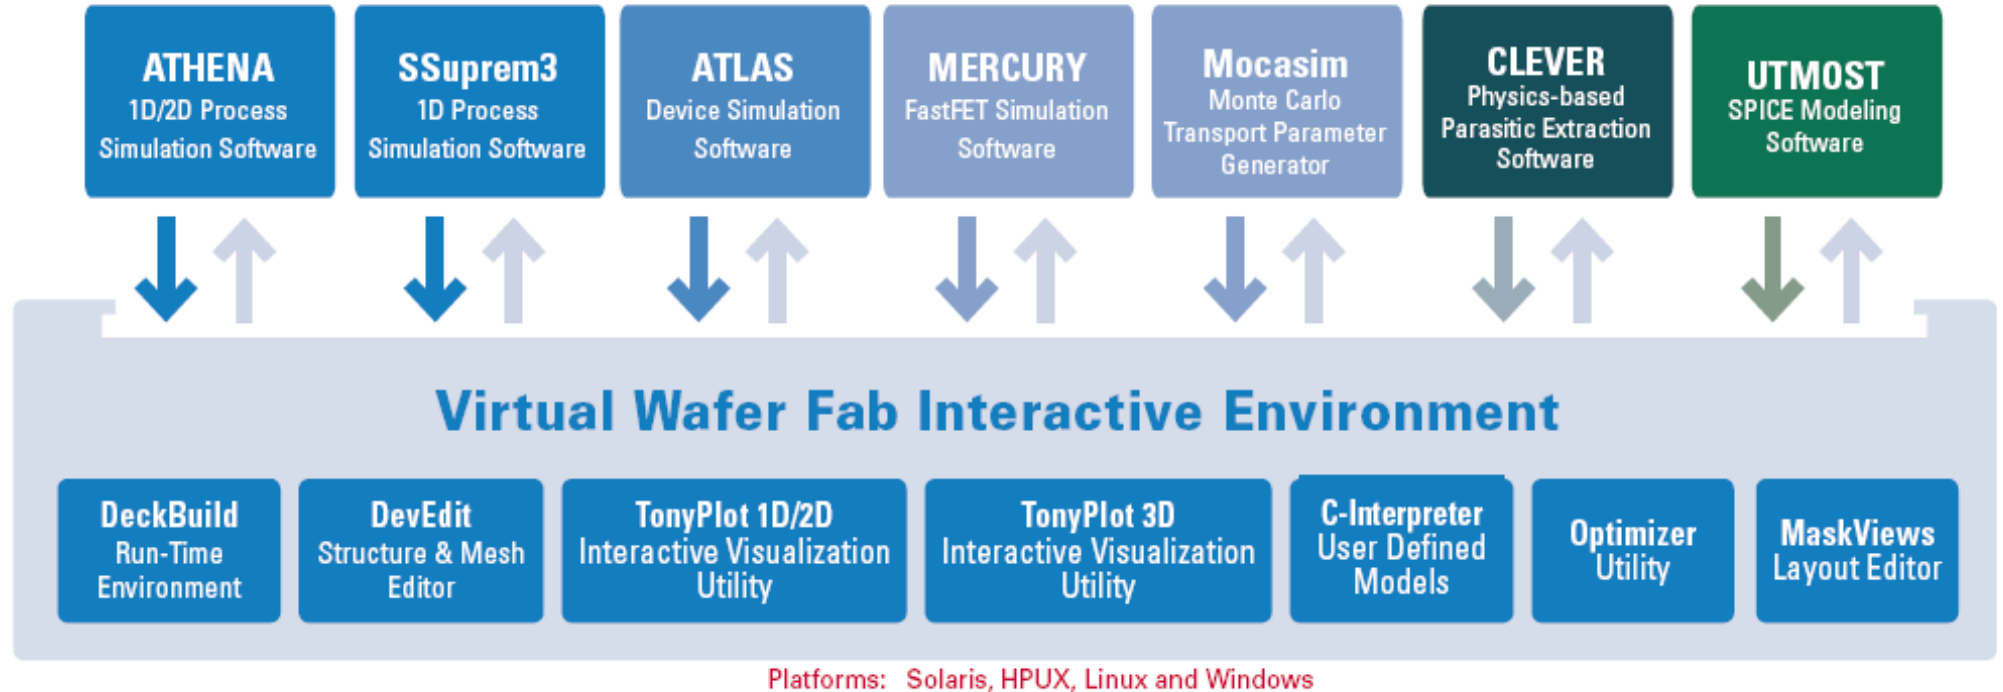 ATHENA
1D/2D Process
Simulation Software
SSuprem3
1D Process
Simulation Software
ATLAS
Device Simulation
Software
MERCURY
FastFET Simulation
Software
Mocasim
Monte Carlo
Transport Parameter
Generator
CLEVER
Physics-based
Parasitic Extraction
Software
UTMOST
SPICE Modeling
Software
Virtual Wafer Fab Interactive Environment
DeckBuild
Run-Time
Environment
DevEdit
Structure & Mesh
Editor
TonyPlot 1D/2D
Interactive Visualization
Utility
TonyPlot 3D
Interactive Visualization
Utility
C-Interpreter
User Defined
Models
Optimizer
Utility
MaskViews
Layout Editor
Platforms: Solaris, HPUX, Linux and Windows